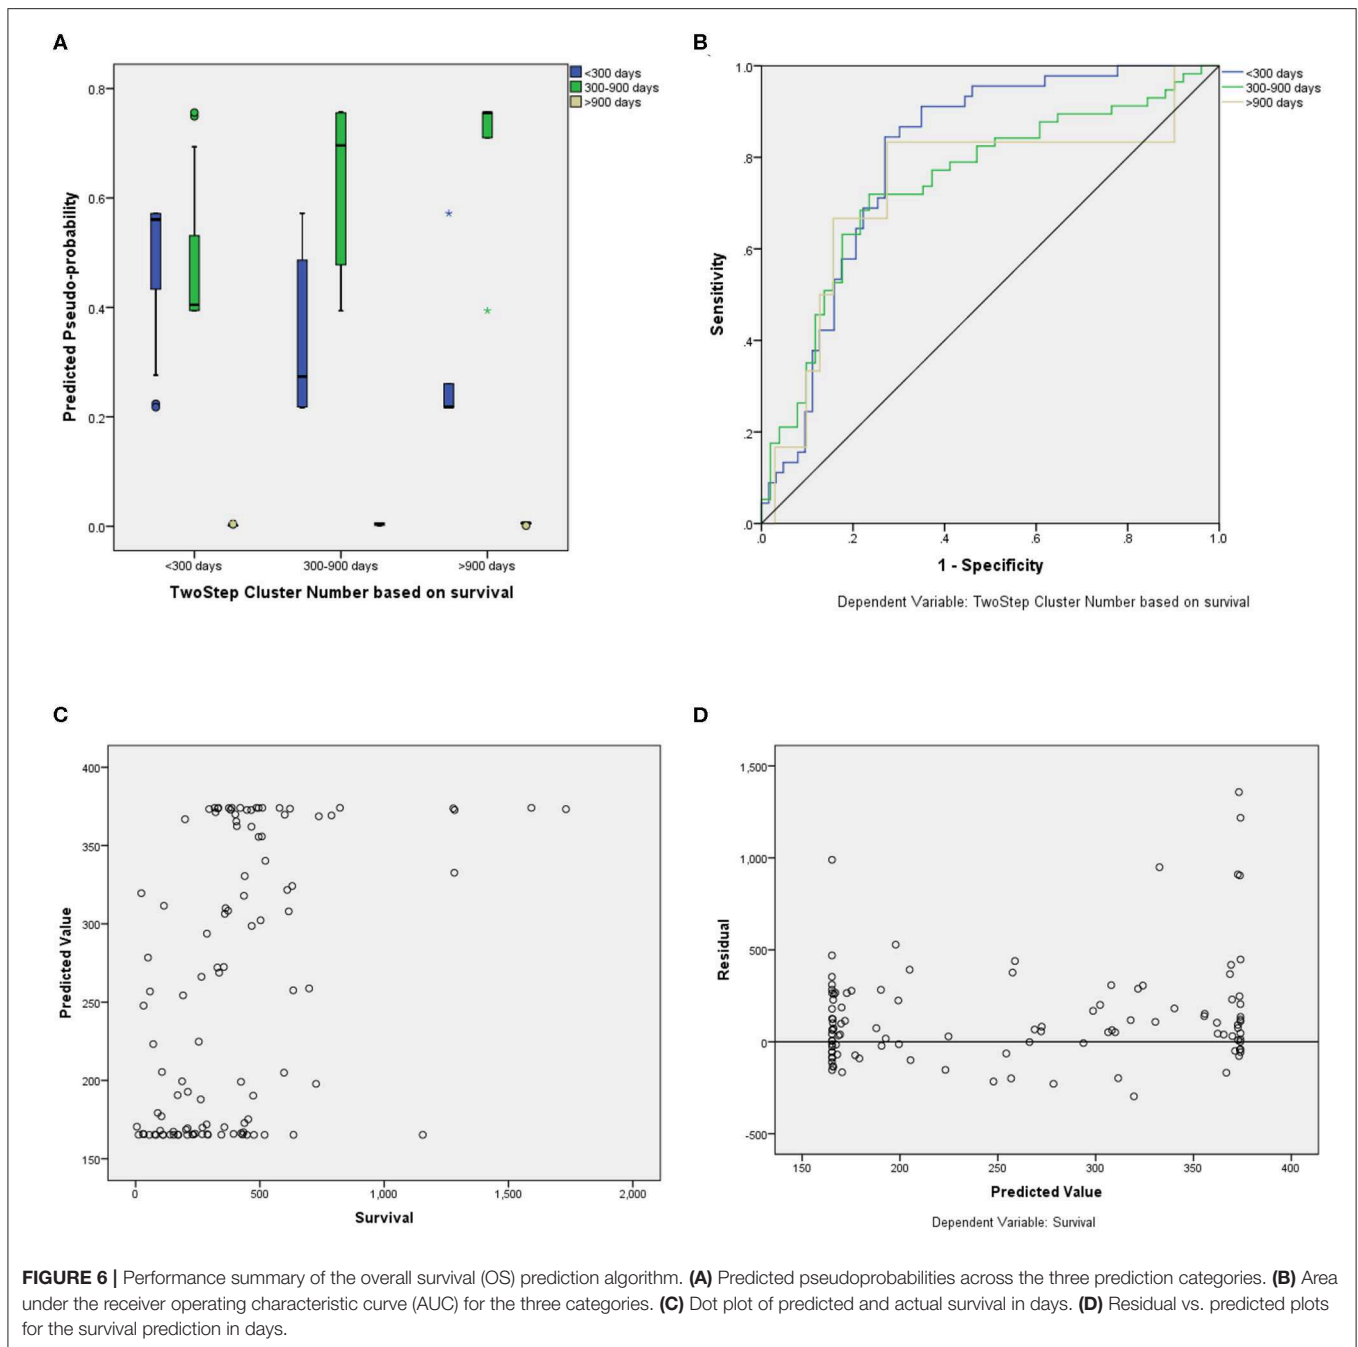 A
<300 days
300-900 days
>900 days
0.8
0.6
0.4
0.2
0.0
Predicted Pseudo-probability
<300 days
300-900 days
>900 days
TwoStep Cluster Number based on survival
B
<300 days
300-900 days
>900 days
1.0
.8
.6
.4
.2
.0
Sensitivity
.0
.2
.4
.6
.8
1.0
1 - Specificity
Dependent Variable: TwoStep Cluster Number based on survival
C
400
350
300
250
200
150
Predicted Value
0
500
1,000
1,500
2,000
Survival
D
1,500
1,000
500
0
-500
Residual
150
200
250
300
350
400
Predicted Value
Dependent Variable: Survival
FIGURE 6 | Performance summary of the overall survival (OS) prediction algorithm. (A) Predicted pseudoprobabilities across the three prediction categories. (B) Area
under the receiver operating characteristic curve (AUC) for the three categories. (C) Dot plot of predicted and actual survival in days. (D) Residual vs. predicted plots
for the survival prediction in days.